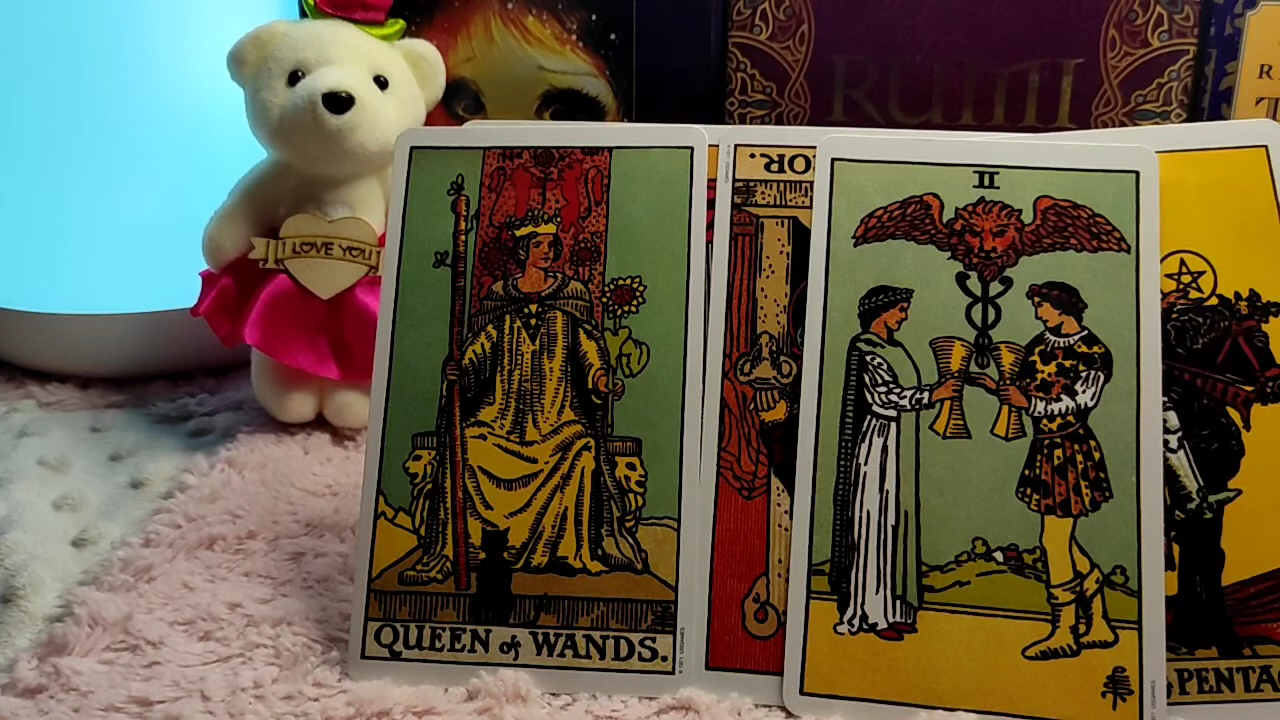 RUMI
I LOVE YOU
QUEEN of WANDS.
OR.
II
PENTA